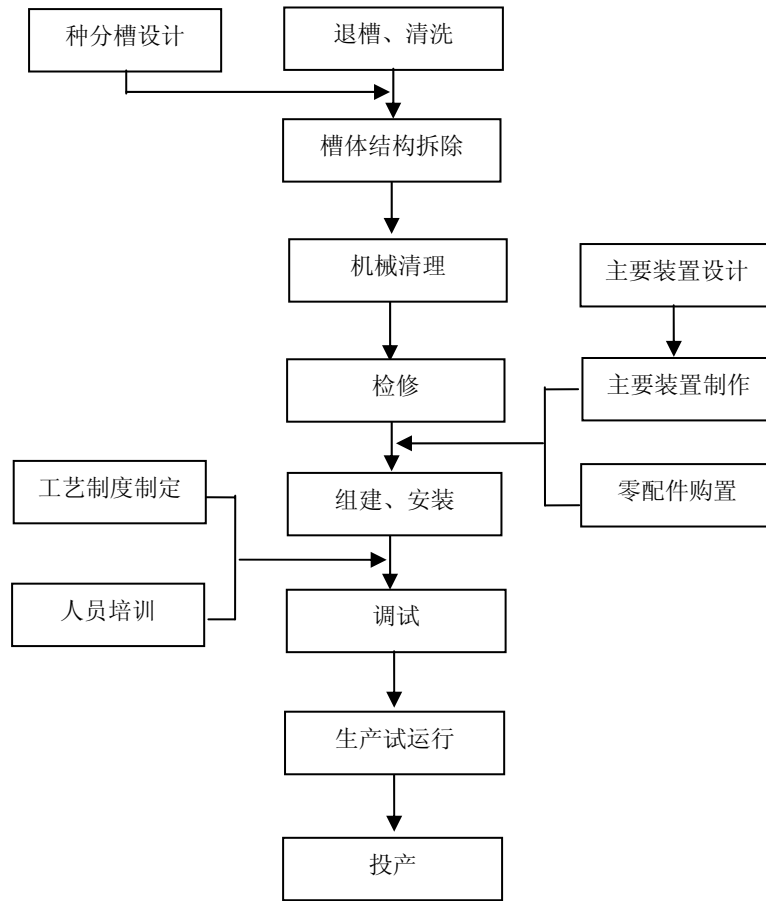 种分槽设计
退槽、清洗
槽体结构拆除
机械清理
主要装置设计
检修
主要装置制作
工艺制度制定
组建、安装
零配件购置
人员培训
调试
生产试运行
投产